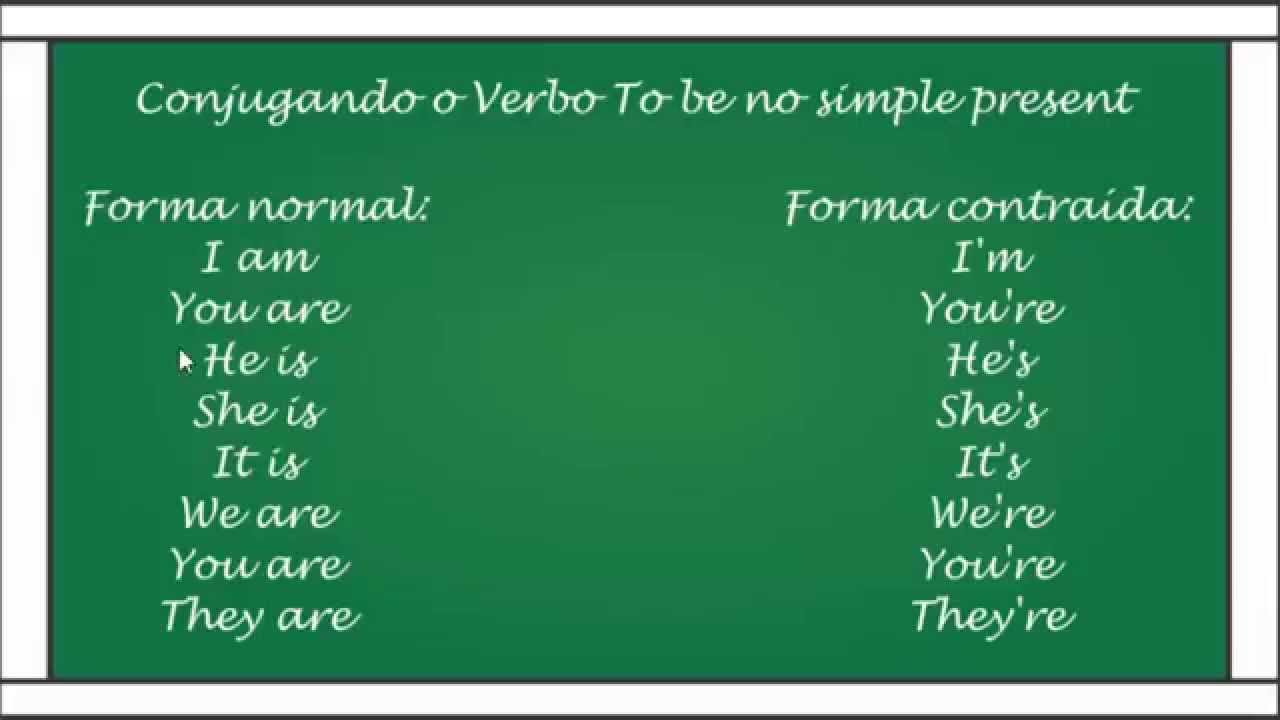 Conjugando o Verbo To be no simple present
Forma normal:
I am
You are
He is
She is
It is
We are
You are
They are
Forma contraída:
I'm
You're
He's
She's
It's
We're
You're
They're